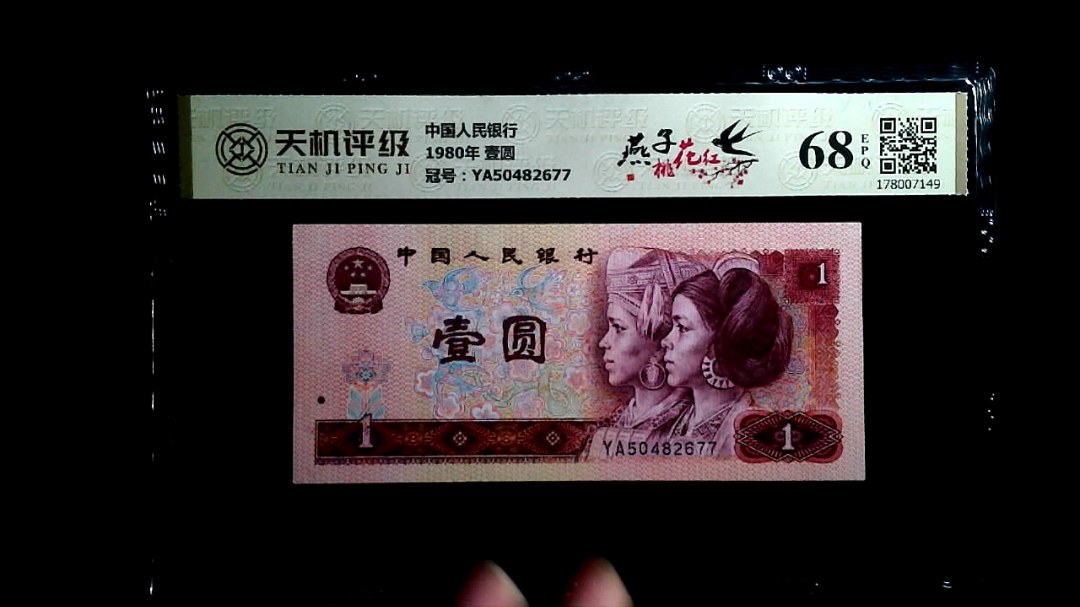 天机评级
TIAN JI PING JI
中国人民银行
1980年 壹圆
冠号：YA50482677
燕子
桃花红
68
EPQ
178007149
中国人民银行
1
壹圆
1
YA50482677
1